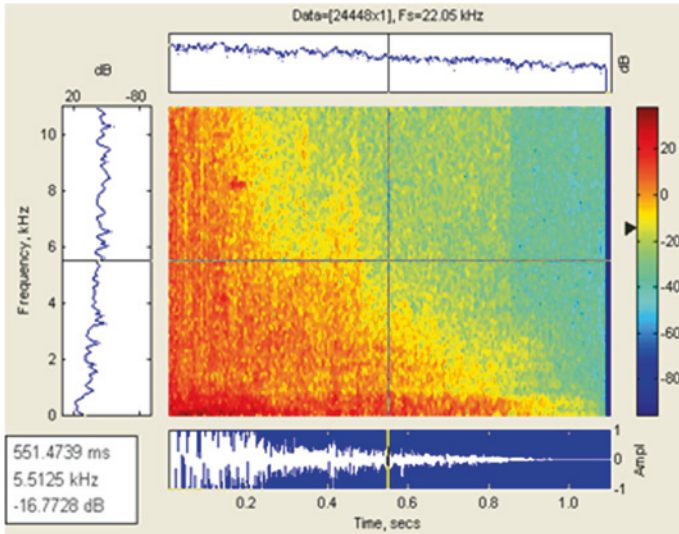 Data=[24448x1], Fs=22.05 kHz
dB
dB
20 -80
Frequency, kHz
10
8
6
4
2
0
20
0
-20
-40
-60
-80
551.4739 ms
5.5125 kHz
-16.7728 dB
1
0
-1
Ampl
0.2 0.4 0.6 0.8 1.0
Time, secs